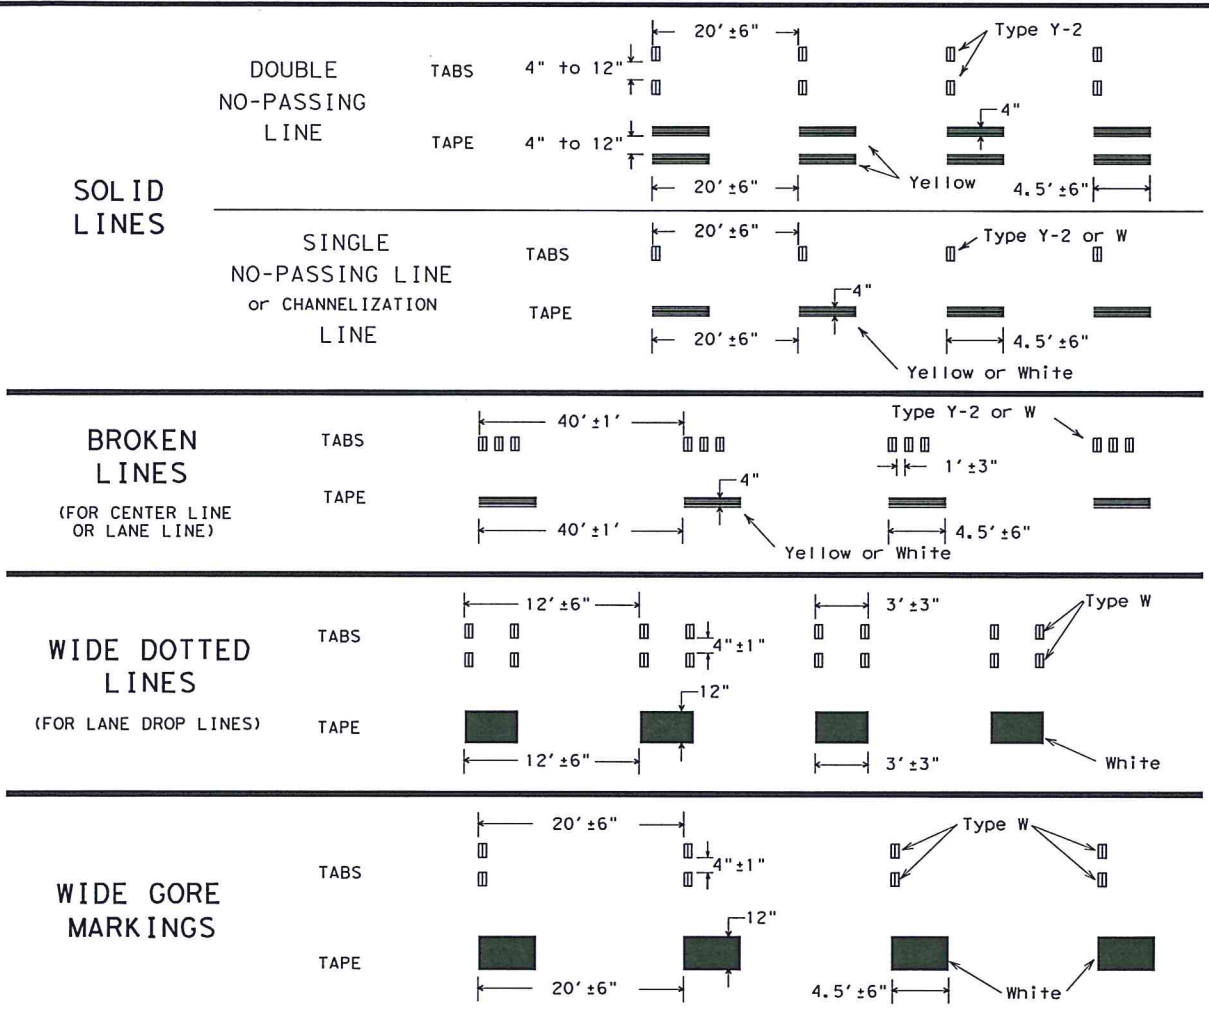 SOLID
LINES
DOUBLE
NO-PASSING
LINE
TABS
4" to 12"
20'±6"
Type Y-2
TAPE
4" to 12"
4"
Yellow
20'±6"
4.5'±6"
SINGLE
NO-PASSING LINE
or CHANNELIZATION
LINE
TABS
20'±6"
Type Y-2 or W
TAPE
4"
20'±6"
4.5'±6"
Yellow or White
BROKEN
LINES
(FOR CENTER LINE
OR LANE LINE)
TABS
40'±1'
Type Y-2 or W
1'±3"
TAPE
4"
40'±1'
4.5'±6"
Yellow or White
WIDE DOTTED
LINES
(FOR LANE DROP LINES)
TABS
12'±6"
3'±3"
Type W
4"±1"
TAPE
12"
12'±6"
3'±3"
White
WIDE GORE
MARKINGS
TABS
20'±6"
Type W
4"±1"
TAPE
12"
20'±6"
4.5'±6"
White